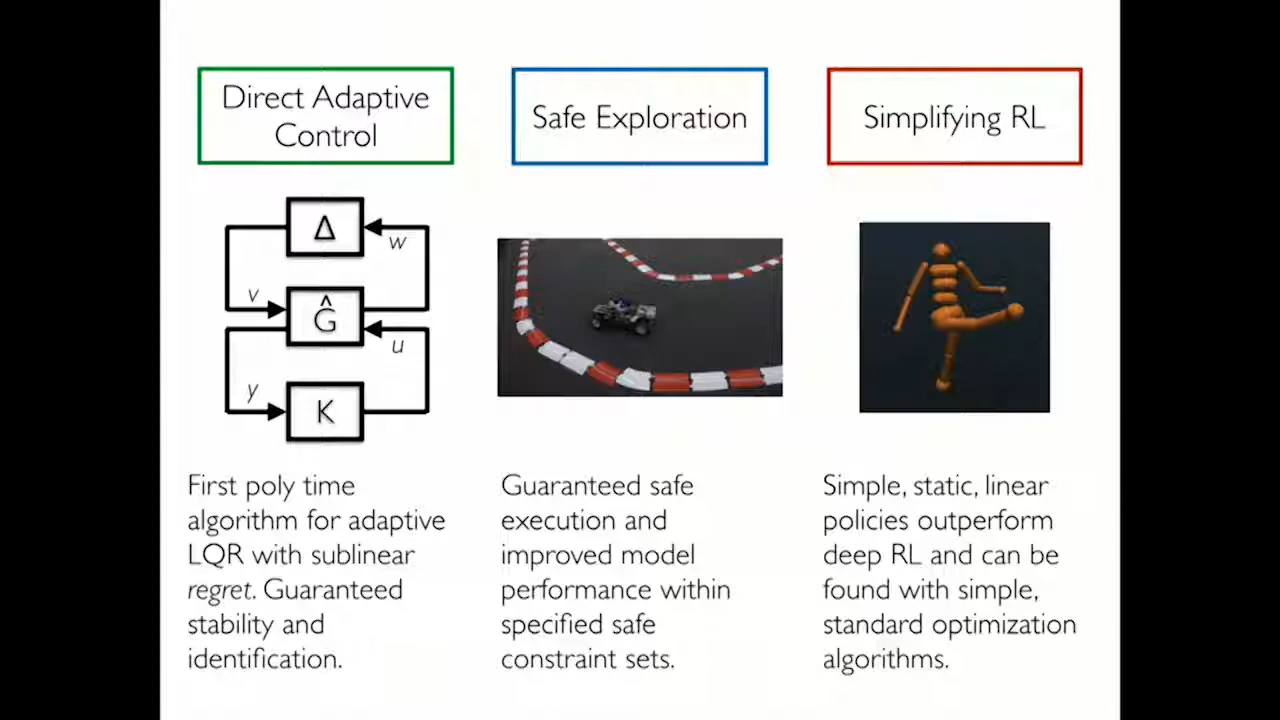 Direct Adaptive
Control
Safe Exploration
Simplifying RL
Δ
w
v
Ĝ
u
y
K
First poly time
algorithm for adaptive
LQR with sublinear
regret. Guaranteed
stability and
identification.
Guaranteed safe
execution and
improved model
performance within
specified safe
constraint sets.
Simple, static, linear
policies outperform
deep RL and can be
found with simple,
standard optimization
algorithms.